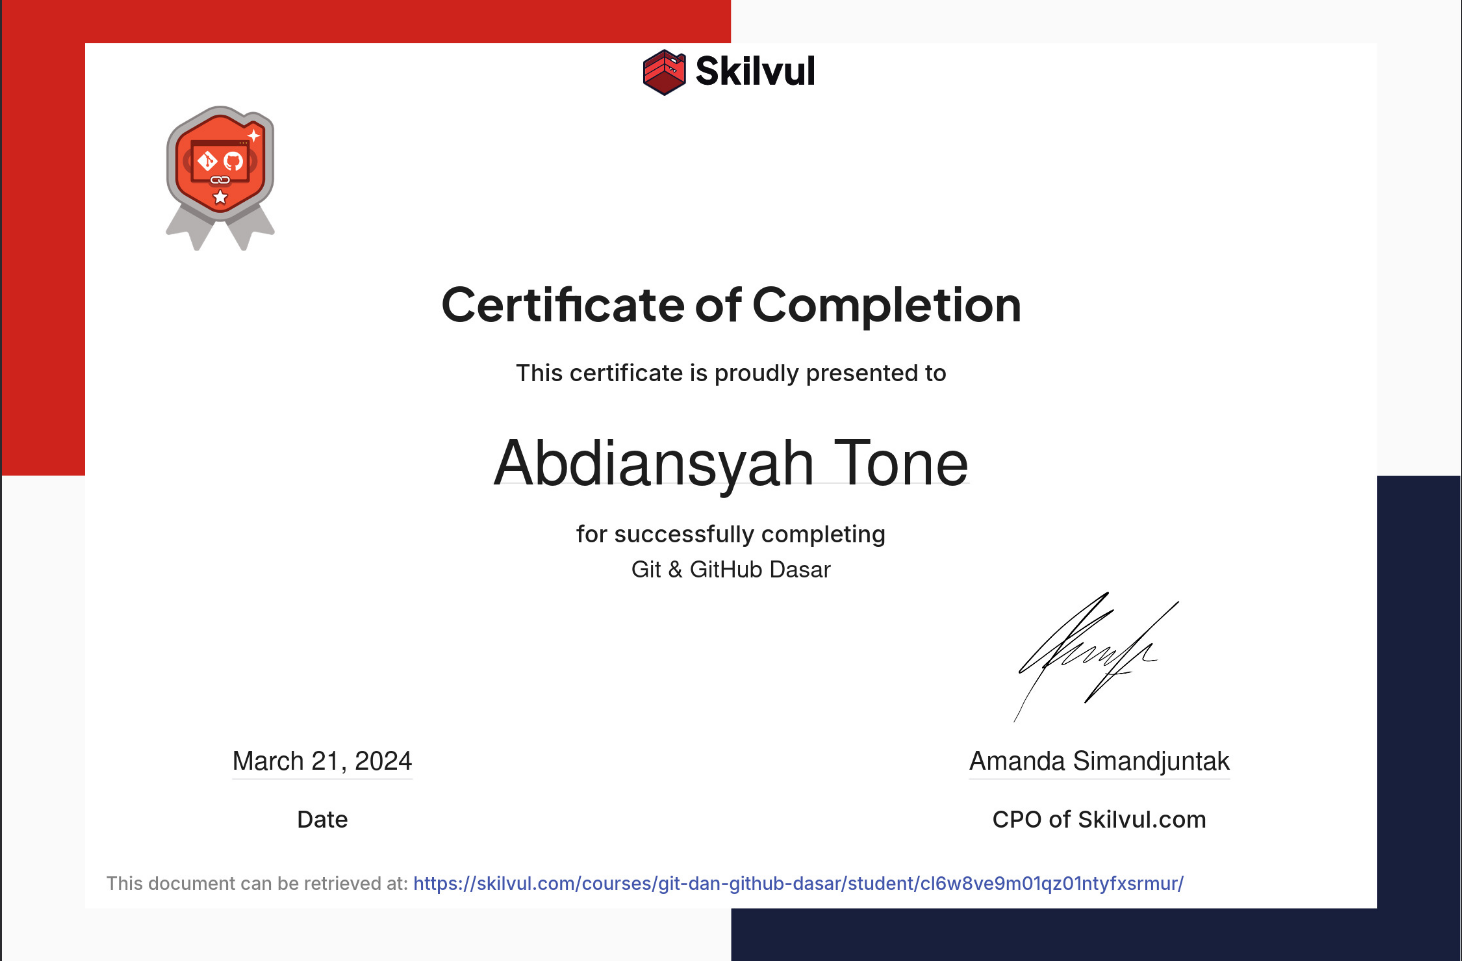 Skilvul
Certificate of Completion
This certificate is proudly presented to
Abdiansyah Tone
for successfully completing
Git & GitHub Dasar
March 21, 2024
Date
Amanda Simandjuntak
CPO of Skilvul.com
This document can be retrieved at: https://skilvul.com/courses/git-dan-github-dasar/student/cl6w8ve9m01qz01ntyfxsrmur/